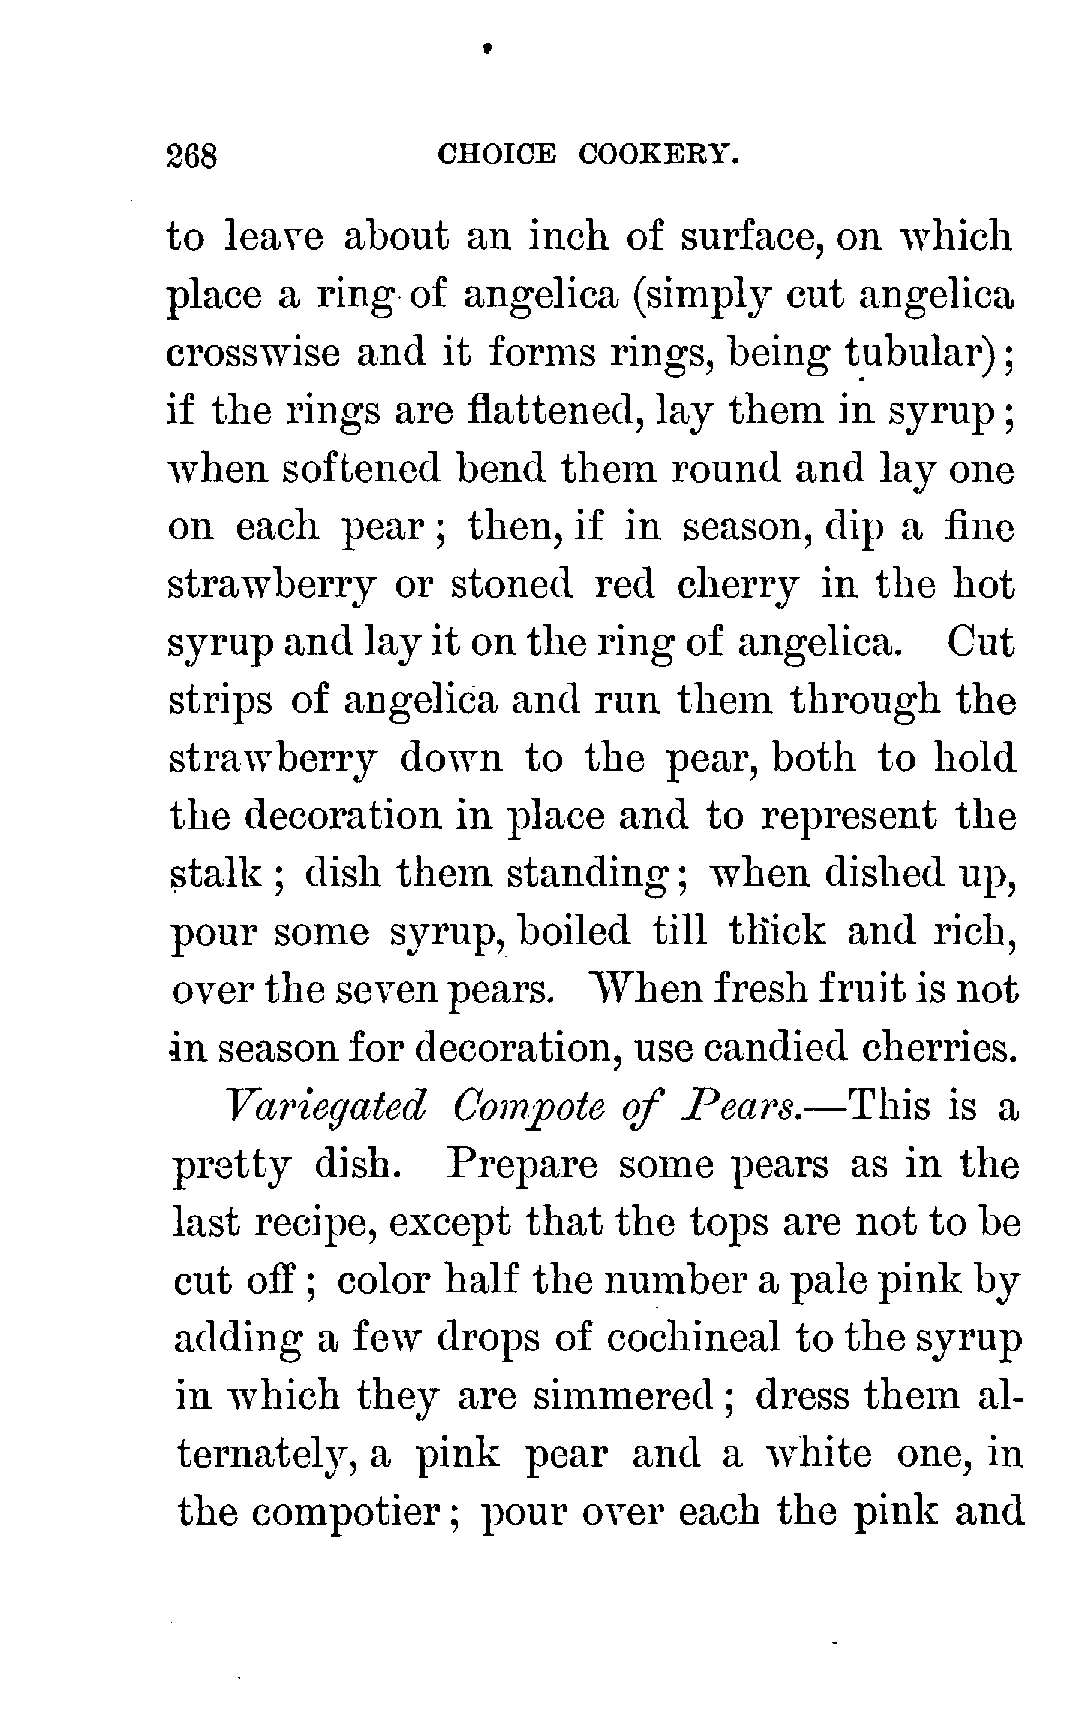 268 CHOICE COOKERY.
to leave about an inch of surface, on which
place a ring of angelica (simply cut angelica
crosswise and it forms rings, being tubular);
if the rings are flattened, lay them in syrup;
when softened bend them round and lay one
on each pear; then, if in season, dip a fine
strawberry or stoned red cherry in the hot
syrup and lay it on the ring of angelica. Cut
strips of angelica and run them through the
strawberry down to the pear, both to hold
the decoration in place and to represent the
stalk; dish them standing; when dished up,
pour some syrup, boiled till thick and rich,
over the seven pears. When fresh fruit is not
in season for decoration, use candied cherries.
Variegated Compote of Pears.—This is a
pretty dish. Prepare some pears as in the
last recipe, except that the tops are not to be
cut off; color half the number a pale pink by
adding a few drops of cochineal to the syrup
in which they are simmered; dress them al-
ternately, a pink pear and a white one, in
the compotier; pour over each the pink and